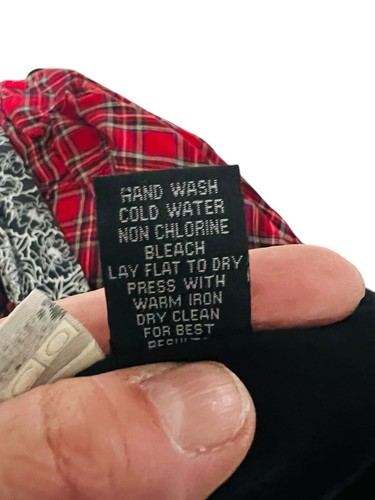 HAND WASH
COLD WATER
NON CHLORINE
BLEACH
LAY FLAT TO DRY
PRESS WITH
WARM IRON
DRY CLEAN
FOR BEST
RESULTS